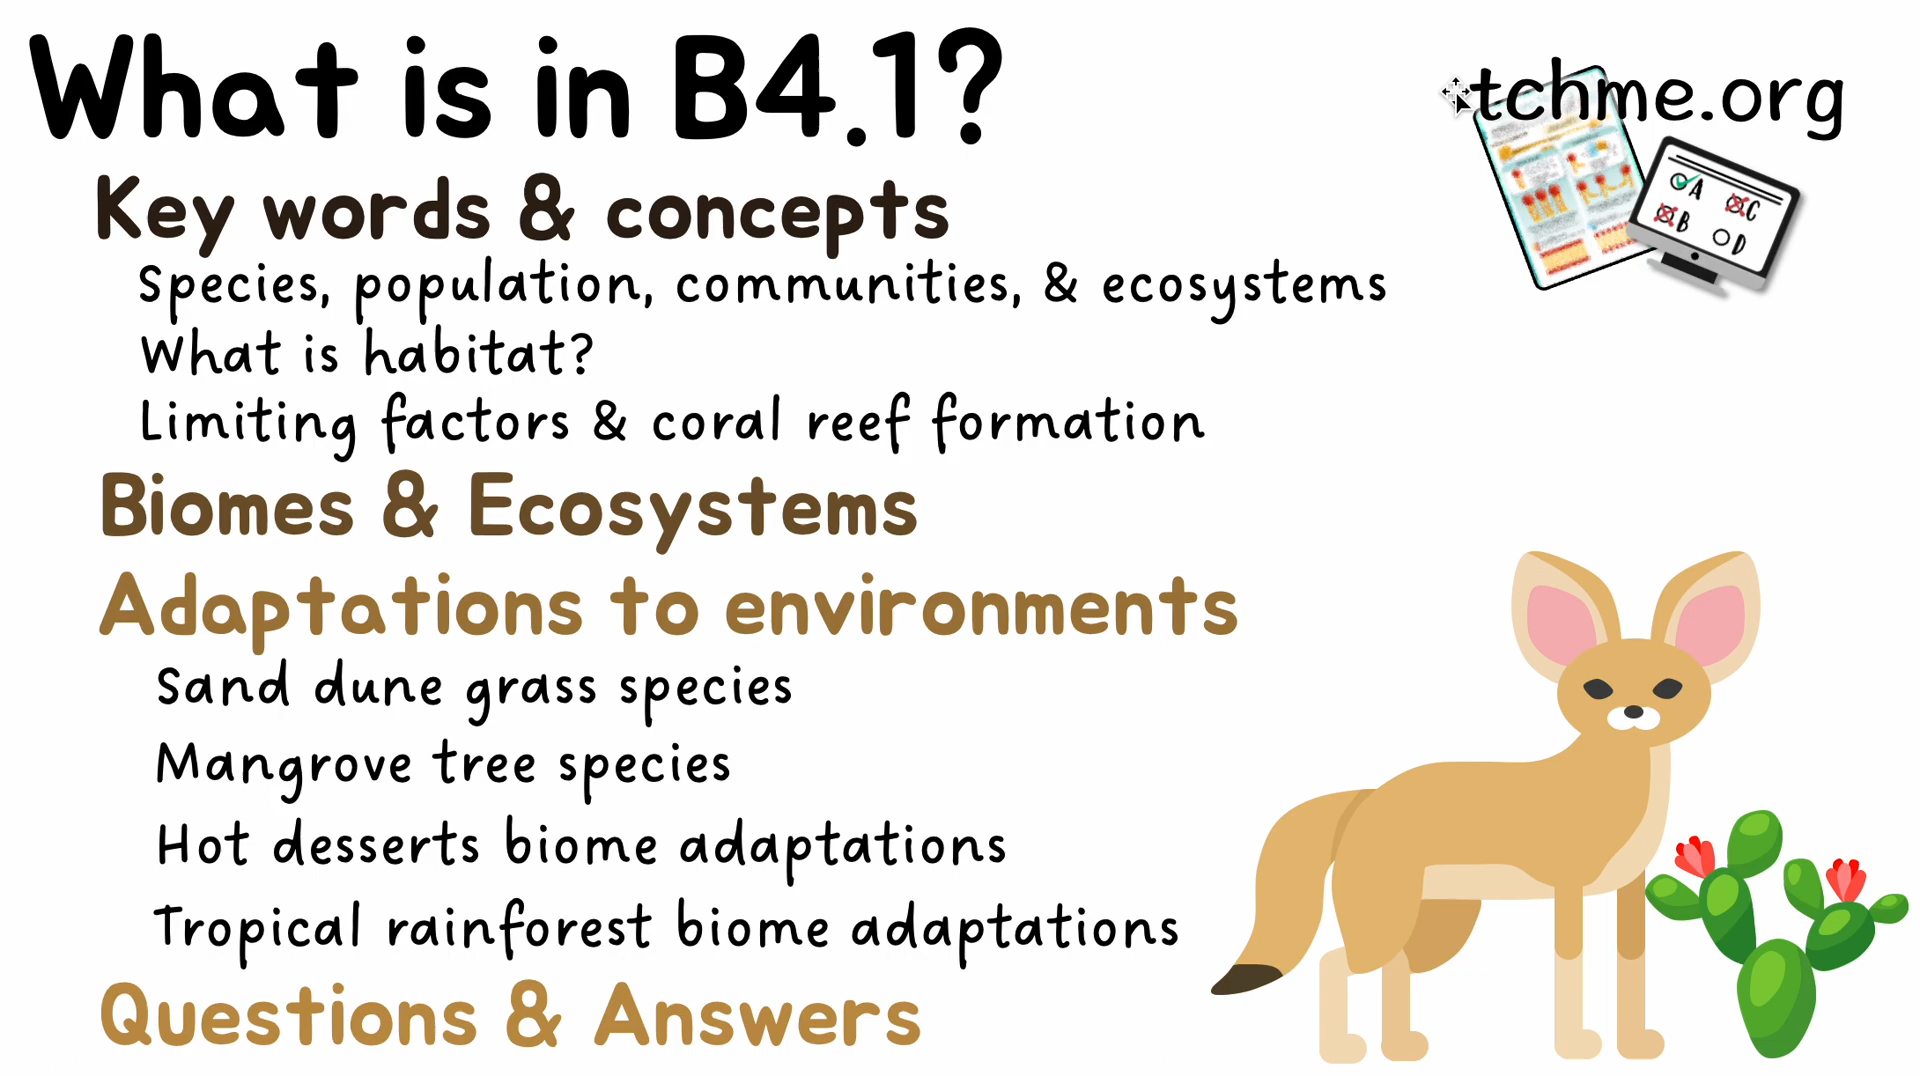 What is in B4.1?
tchme.org
Key words & concepts
Species, population, communities, & ecosystems
What is habitat?
Limiting factors & coral reef formation
Biomes & Ecosystems
Adaptations to environments
Sand dune grass species
Mangrove tree species
Hot desserts biome adaptations
Tropical rainforest biome adaptations
Questions & Answers
A
C
B
D